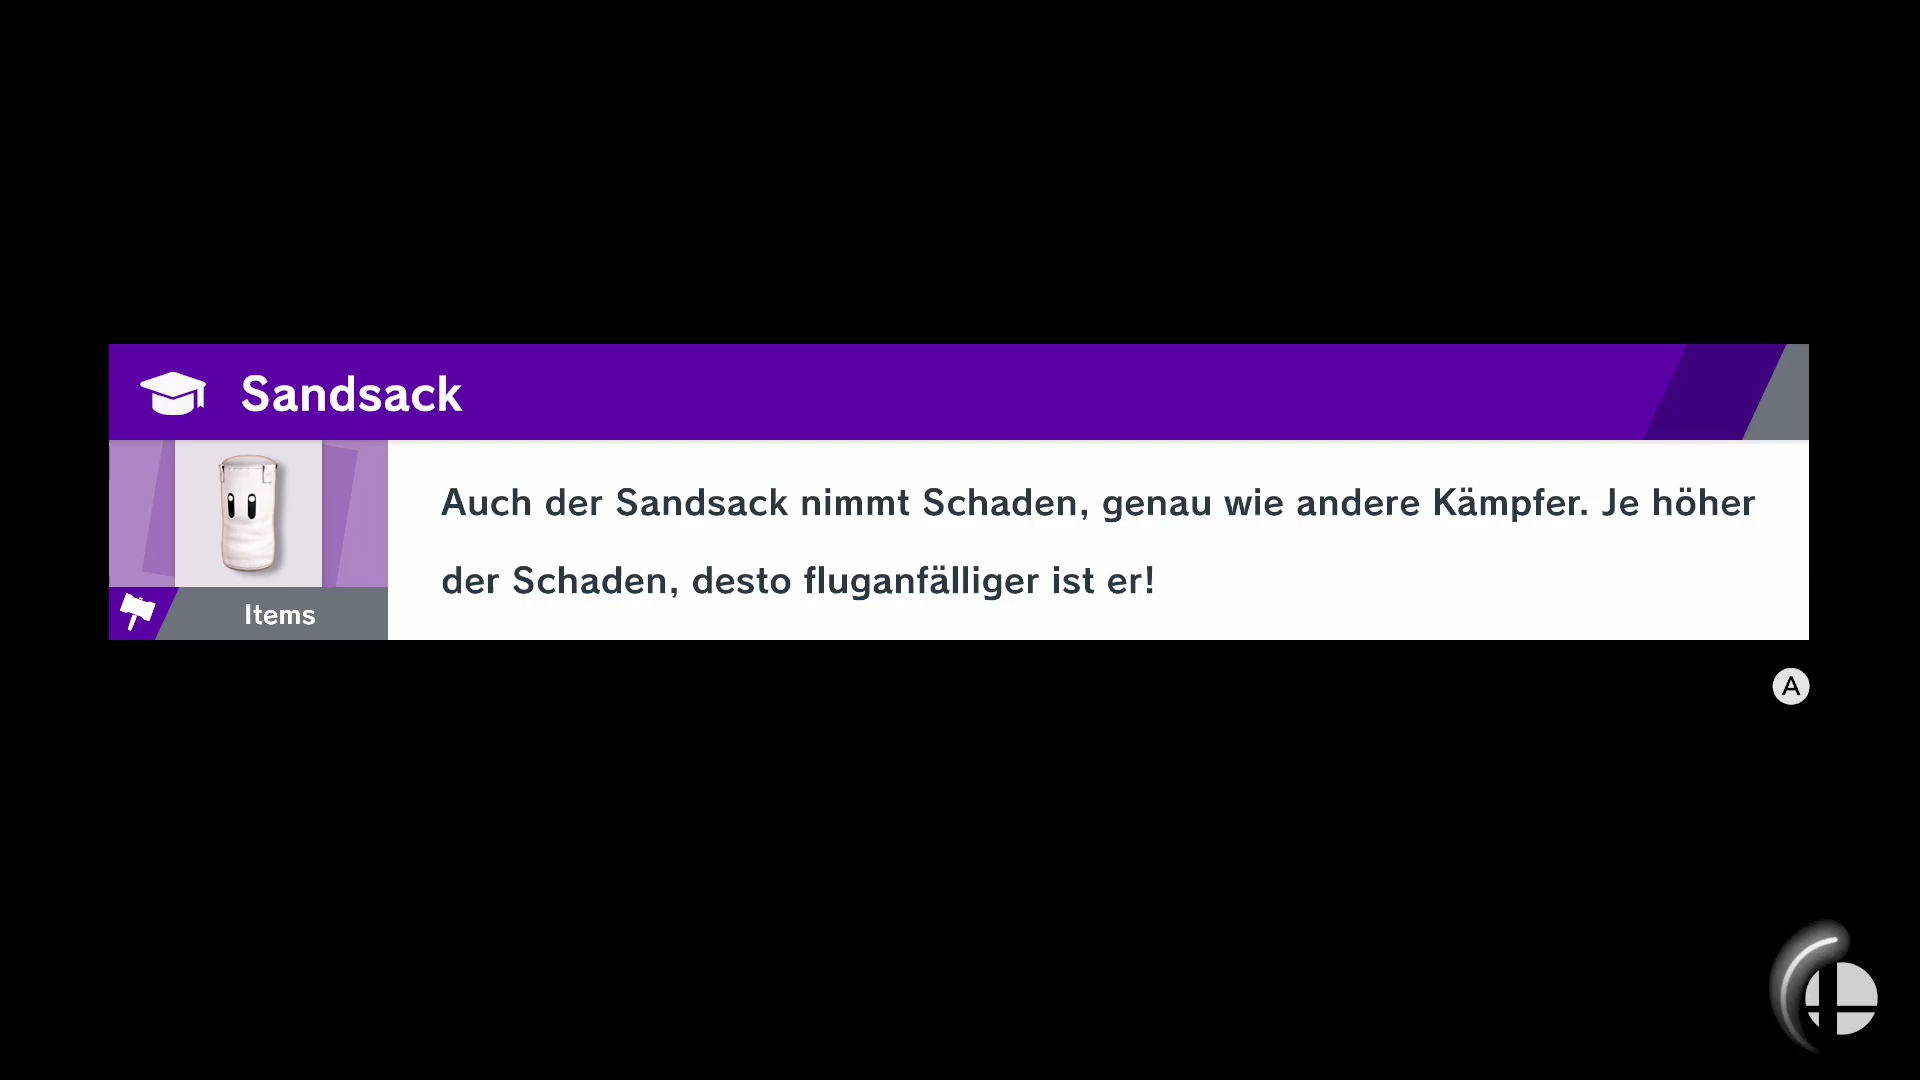 Sandsack
Auch der Sandsack nimmt Schaden, genau wie andere Kämpfer. Je höher
der Schaden, desto fluganfälliger ist er!
Items
A